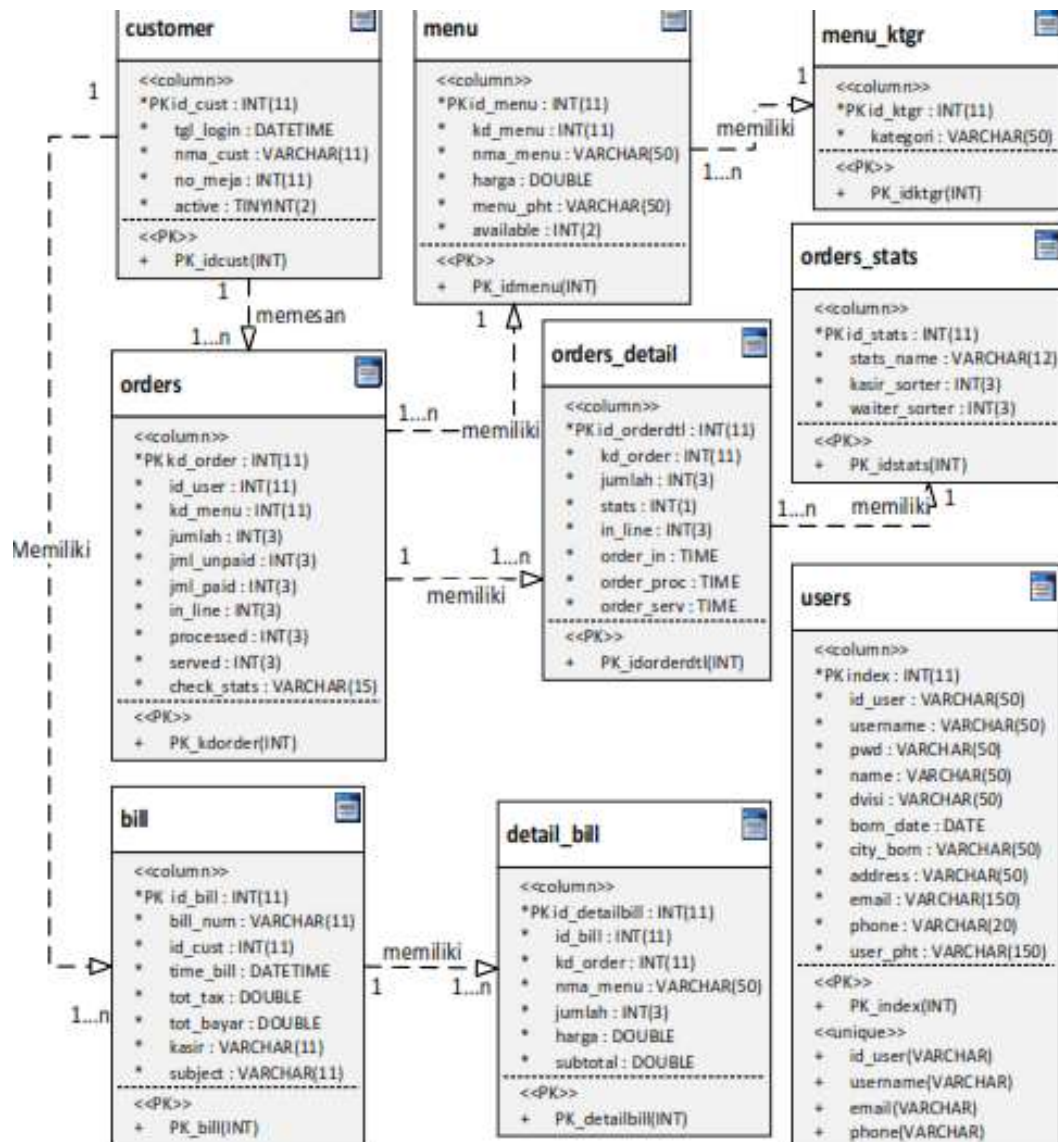 customer
1
<<column>>
*PK id_cust : INT(11)
* tgl_login : DATETIME
* nma_cust : VARCHAR(11)
* no_meja : INT(11)
* active : TINYINT(2)
<<PK>>
+ PK_idcust(INT)
1
memesan
1...n
menu
<<column>>
*PK id_menu : INT(11)
* kd_menu : INT(11)
* nma_menu : VARCHAR(50)
* harga : DOUBLE
* menu_pht : VARCHAR(50)
* available : INT(2)
<<PK>>
+ PK_idmenu(INT)
1
memiliki
1...n
menu_ktgr
1
<<column>>
*PK id_ktgr : INT(11)
* kategori : VARCHAR(50)
<<PK>>
+ PK_idktgr(INT)
orders_stats
<<column>>
*PK id_stats : INT(11)
* stats_name : VARCHAR(12)
* kasir_sorter : INT(3)
* waiter_sorter : INT(3)
<<PK>>
+ PK_idstats(INT)
1...n
memiliki
1
orders
<<column>>
*PK kd_order : INT(11)
* id_user : INT(11)
* kd_menu : INT(11)
* jumlah : INT(3)
* jml_unpaid : INT(3)
* jml_paid : INT(3)
* in_line : INT(3)
* processed : INT(3)
* served : INT(3)
* check_stats : VARCHAR(15)
<<PK>>
+ PK_kdorder(INT)
1...n
memiliki
1
1...n
memiliki
orders_detail
<<column>>
*PK id_orderdtl : INT(11)
* kd_order : INT(11)
* jumlah : INT(3)
* stats : INT(1)
* in_line : INT(3)
* order_in : TIME
* order_proc : TIME
* order_serv : TIME
<<PK>>
+ PK_idorderdtl(INT)
Memiliki
1...n
bill
<<column>>
*PK id_bill : INT(11)
* bill_num : VARCHAR(11)
* id_cust : INT(11)
* time_bill : DATETIME
* tot_tax : DOUBLE
* tot_bayar : DOUBLE
* kasir : VARCHAR(11)
* subject : VARCHAR(11)
<<PK>>
+ PK_bill(INT)
memiliki
1
1...n
detail_bill
<<column>>
*PK id_detailbill : INT(11)
* id_bill : INT(11)
* kd_order : INT(11)
* nma_menu : VARCHAR(50)
* jumlah : INT(3)
* harga : DOUBLE
* subtotal : DOUBLE
<<PK>>
+ PK_detailbill(INT)
users
<<column>>
*PK index : INT(11)
* id_user : VARCHAR(50)
* username : VARCHAR(50)
* pwd : VARCHAR(50)
* name : VARCHAR(50)
* dvisi : VARCHAR(50)
* born_date : DATE
* city_born : VARCHAR(50)
* address : VARCHAR(50)
* email : VARCHAR(150)
* phone : VARCHAR(20)
* user_pht : VARCHAR(150)
<<PK>>
+ PK_index(INT)
<<unique>>
+ id_user(VARCHAR)
+ username(VARCHAR)
+ email(VARCHAR)
+ phone(VARCHAR)